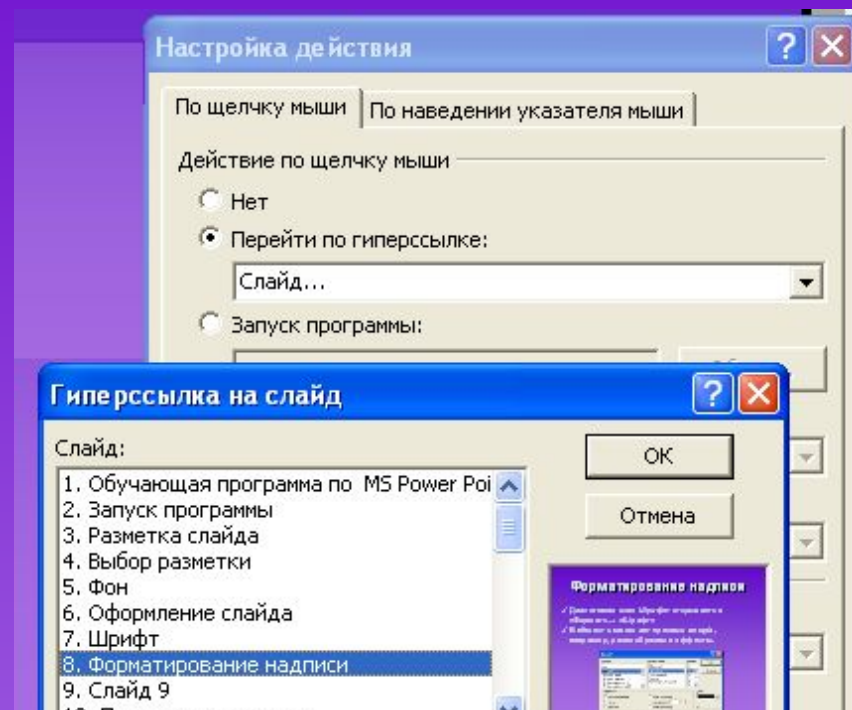 Настройка действия
По щелчку мыши
По наведении указателя мыши
Действие по щелчку мыши
Нет
Перейти по гиперссылке:
Слайд...
Запуск программы:
Гиперссылка на слайд
Слайд:
1. Обучающая программа по MS Power Poi
2. Запуск программы
3. Разметка слайда
4. Выбор разметки
5. Фон
6. Оформление слайда
7. Шрифт
8. Форматирование надписи
9. Слайд 9
ОК
Отмена
Форматирование надписи